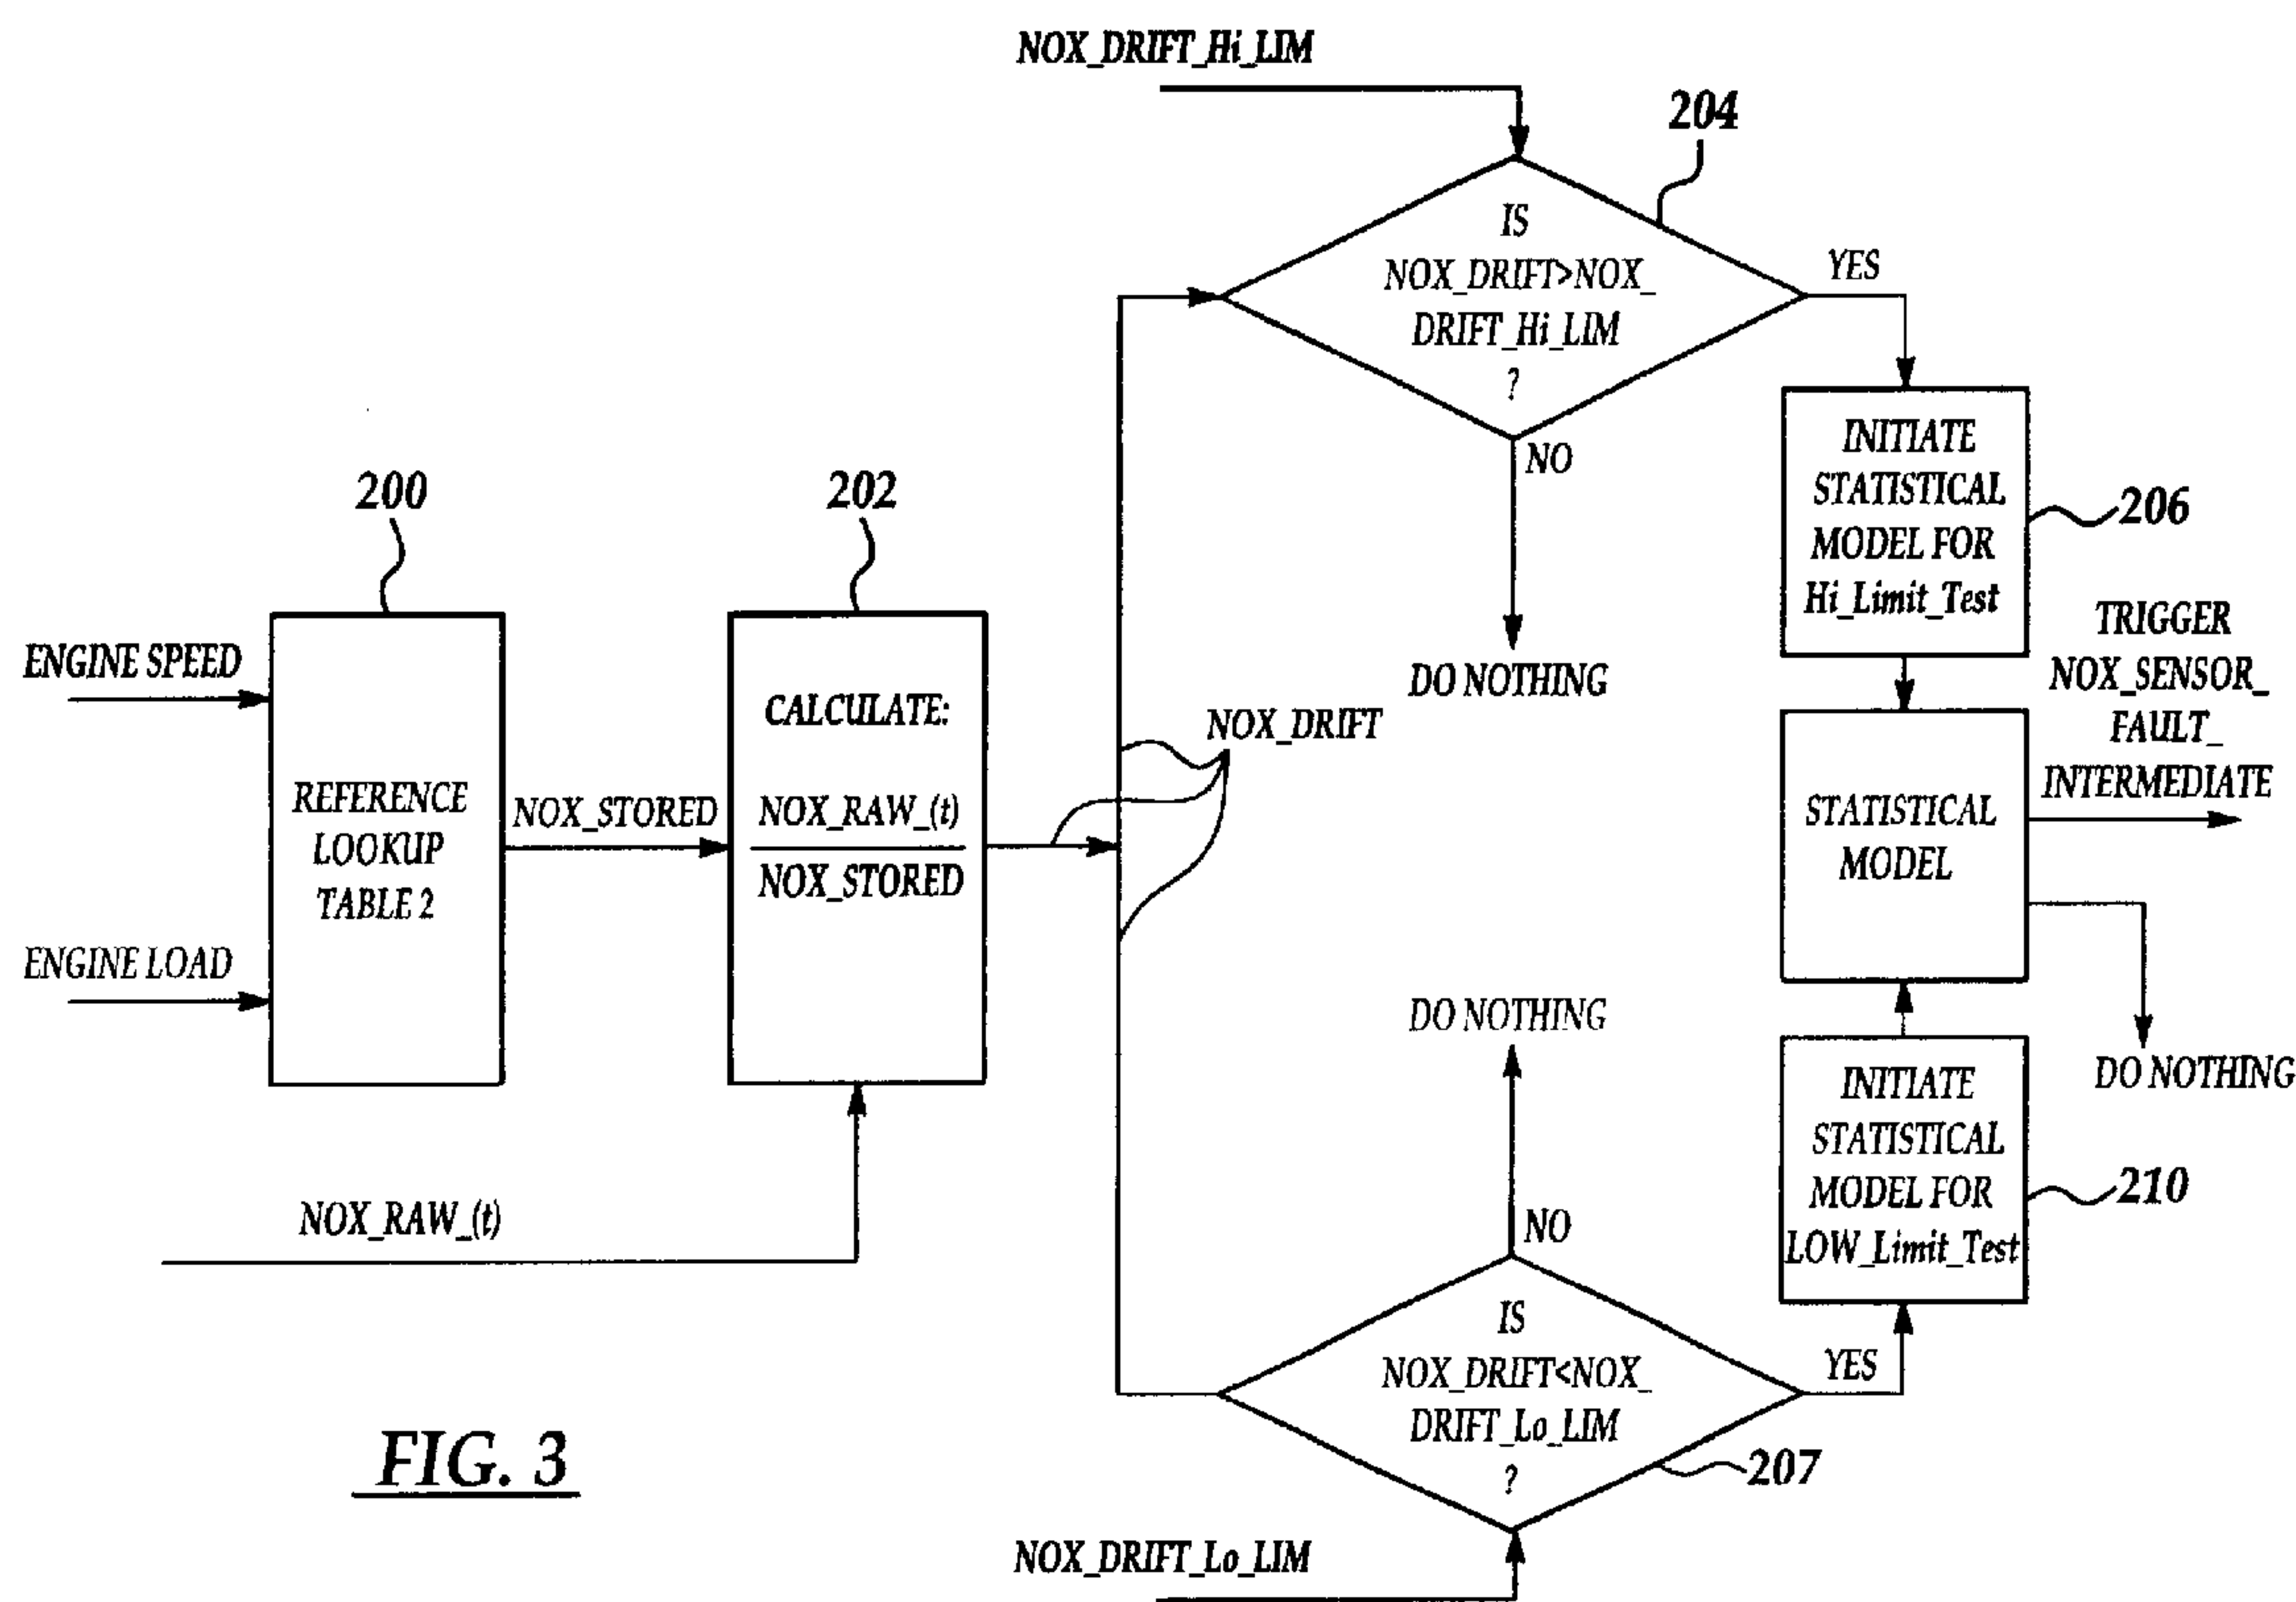 NOX_DRIFT_Hi_LIM
204
IS
NOX_DRIFT>NOX_
DRIFT_Hi_LIM
?
YES
NO
DO NOTHING
INITIATE
STATISTICAL
MODEL FOR
Hi_Limit_Test
206
200
202
ENGINE SPEED
ENGINE LOAD
REFERENCE
LOOKUP
TABLE 2
NOX_STORED
CALCULATE:
NOX_RAW_(t)
NOX_STORED
NOX_DRIFT
NOX_RAW_(t)
TRIGGER
NOX_SENSOR_
FAULT_
INTERMEDIATE
STATISTICAL
MODEL
DO NOTHING
DO NOTHING
INITIATE
STATISTICAL
MODEL FOR
LOW_Limit_Test
210
NO
IS
NOX_DRIFT<NOX_
DRIFT_Lo_LIM
?
YES
207
NOX_DRIFT_Lo_LIM
FIG. 3